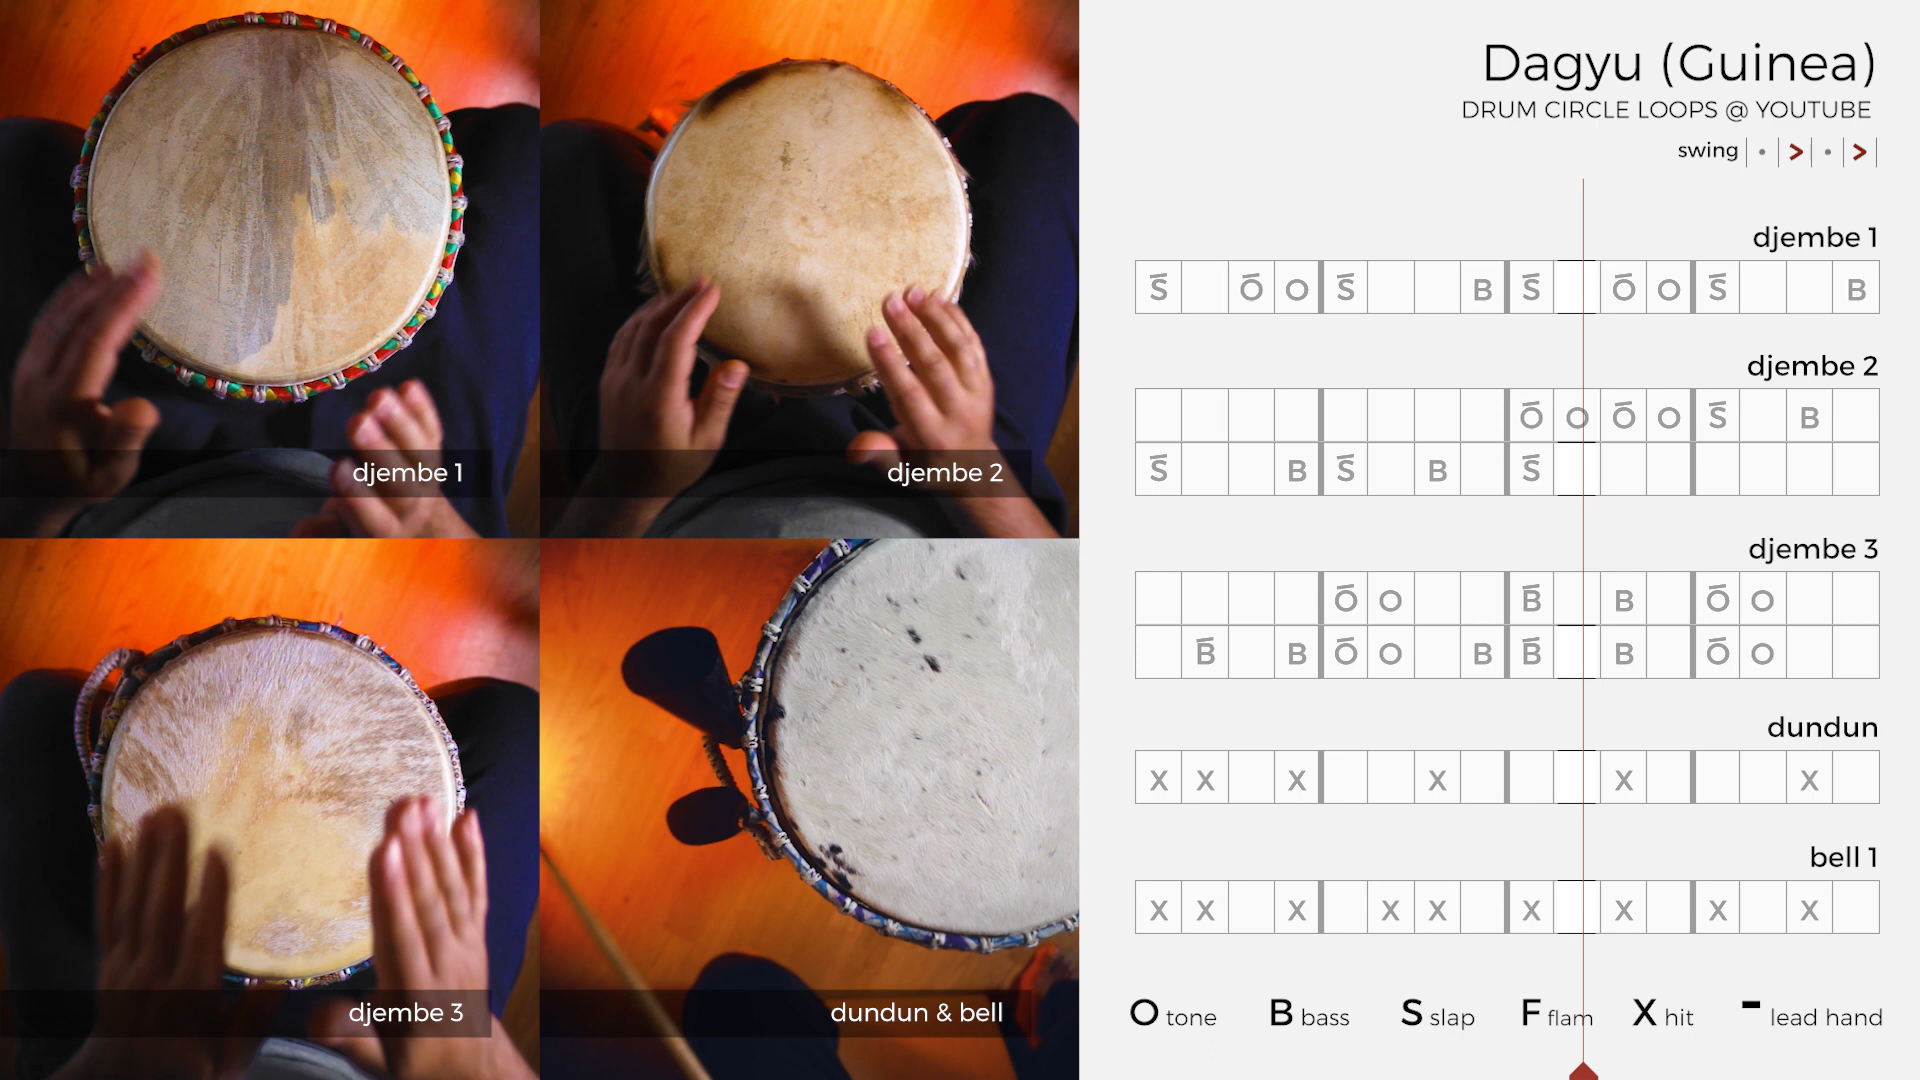 Dagyu (Guinea)
DRUM CIRCLE LOOPS @ YOUTUBE
swing | • | > | • | > |
djembe 1
S̄ Ō O S̄ B S̄ Ō O S̄ B
djembe 2
Ō O Ō O S̄ B
S̄ B S̄ B S̄
djembe 3
Ō O B̄ B Ō O
B̄ B Ō O B B̄ B Ō O
dundun
X X X X X X
bell 1
X X X X X X X X X
O tone B bass S slap F flam X hit - lead hand
djembe 1
djembe 2
djembe 3
dundun & bell